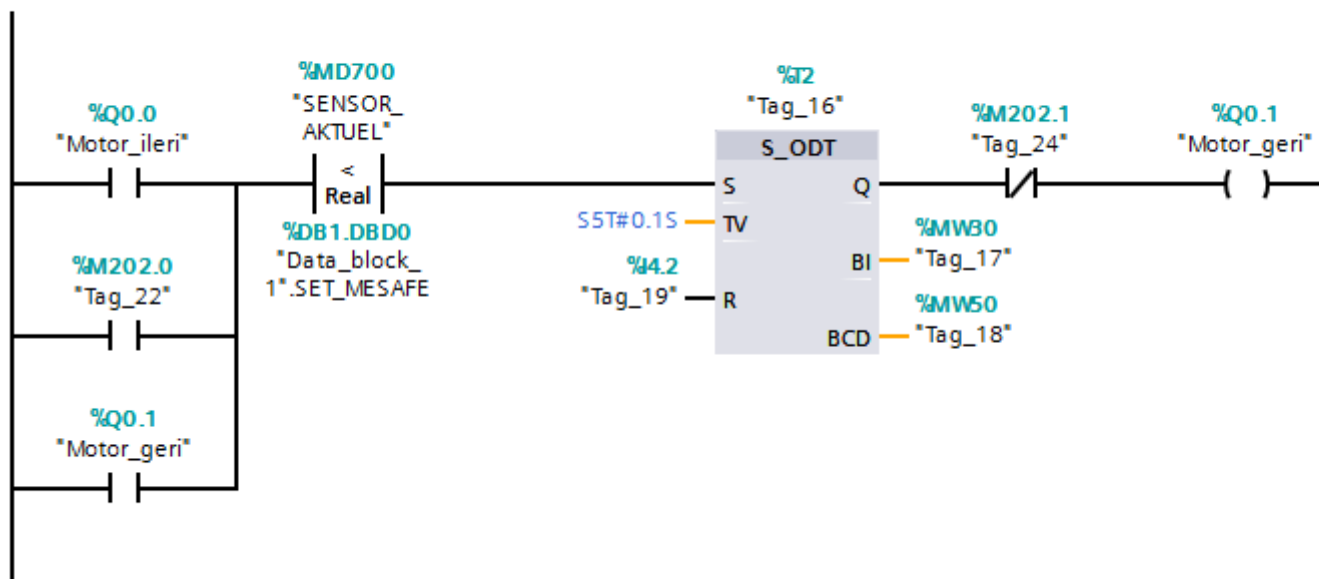 %MD700
"SENSOR_
AKTUEL"
%T2
"Tag_16"
%Q0.0
"Motor_ileri"
%M202.1
"Tag_24"
%Q0.1
"Motor_geri"
S_ODT
<
Real
S
Q
S5T#0.1S
TV
%DB1.DBD0
"Data_block_
1".SET_MESAFE
%MW30
"Tag_17"
BI
%M202.0
"Tag_22"
%I4.2
"Tag_19"
R
%MW50
"Tag_18"
BCD
%Q0.1
"Motor_geri"